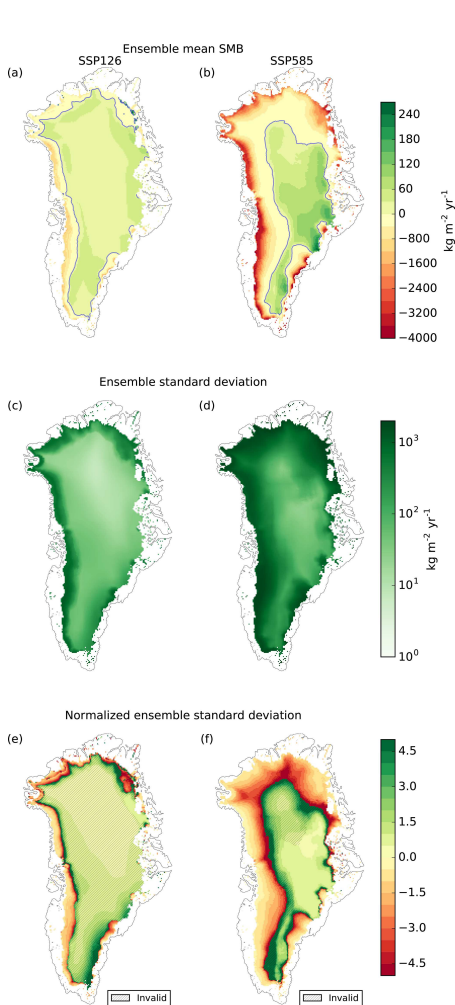 Ensemble mean SMB
SSP126 SSP585
(a) (b)
240
180
120
60
0
−800
−1600
−2400
−3200
−4000
kg m⁻² yr⁻¹
Ensemble standard deviation
(c) (d)
10³
10²
10¹
10⁰
kg m⁻² yr⁻¹
Normalized ensemble standard deviation
(e) (f)
4.5
3.0
1.5
0.0
−1.5
−3.0
−4.5
Invalid Invalid